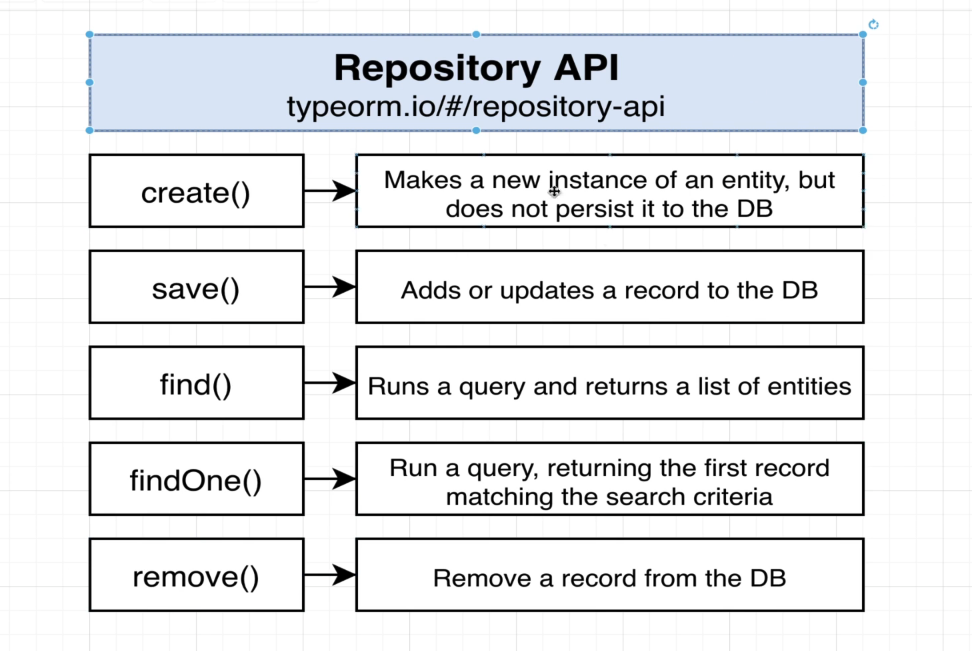 Repository API
typeorm.io/#/repository-api
create()
Makes a new instance of an entity, but
does not persist it to the DB
save()
Adds or updates a record to the DB
find()
Runs a query and returns a list of entities
findOne()
Run a query, returning the first record
matching the search criteria
remove()
Remove a record from the DB